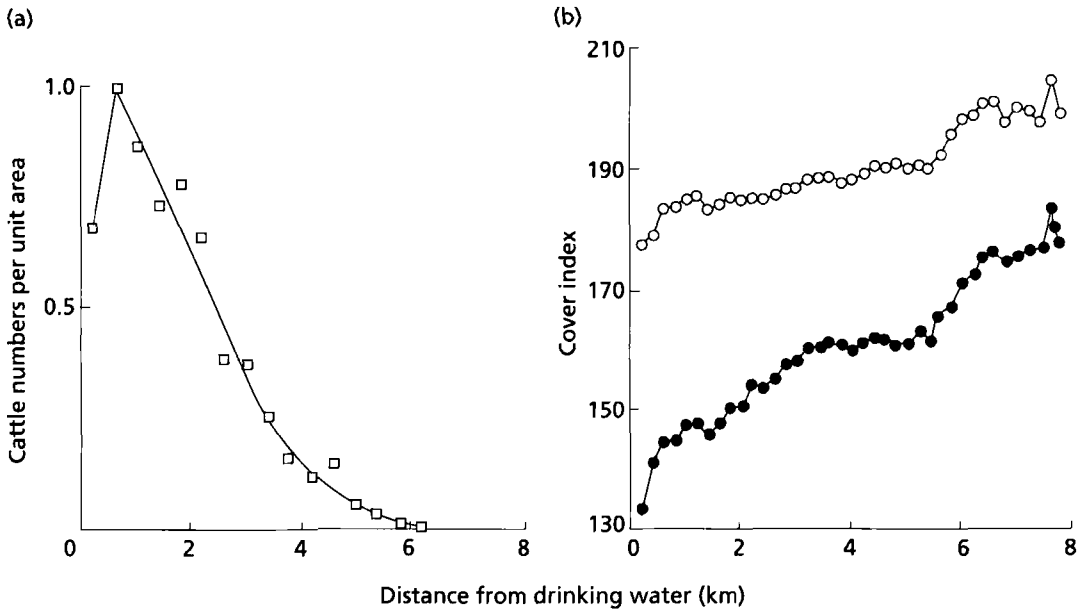 (a)
1.0
0.5
Cattle numbers per unit area
0 2 4 6 8
(b)
210
190
170
150
130
Cover index
0 2 4 6 8
Distance from drinking water (km)